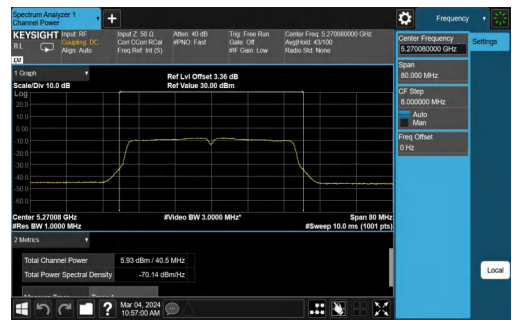 Spectrum Analyzer 1
Channel Power
Frequency
KEYSIGHT
Input: RF
Coupling: DC
Align: Auto
Input Z: 50 Ω
Corr CCorr RCal
Freq Ref: Int (S)
Atten: 40 dB
#PNO: Fast
Trig: Free Run
Gate: Off
#IF Gain: Low
Center Freq: 5.270080000 GHz
Avg|Hold: 43/100
Radio Std: None
R L
Center Frequency
5.270080000 GHz
Settings
Span
80.000 MHz
CF Step
8.000000 MHz
Auto
Man
Freq Offset
0 Hz
1 Graph
Scale/Div 10.0 dB
Ref Lvl Offset 3.36 dB
Ref Value 30.00 dBm
Log
20.0
10.0
0.00
-10.0
-20.0
-30.0
-40.0
-50.0
-60.0
Center 5.27008 GHz
#Res BW 1.0000 MHz
#Video BW 3.0000 MHz*
Span 80 MHz
#Sweep 10.0 ms (1001 pts)
2 Metrics
Total Channel Power 5.93 dBm / 40.5 MHz
Total Power Spectral Density -70.14 dBm/Hz
Local
?
Mar 04, 2024
10:57:00 AM